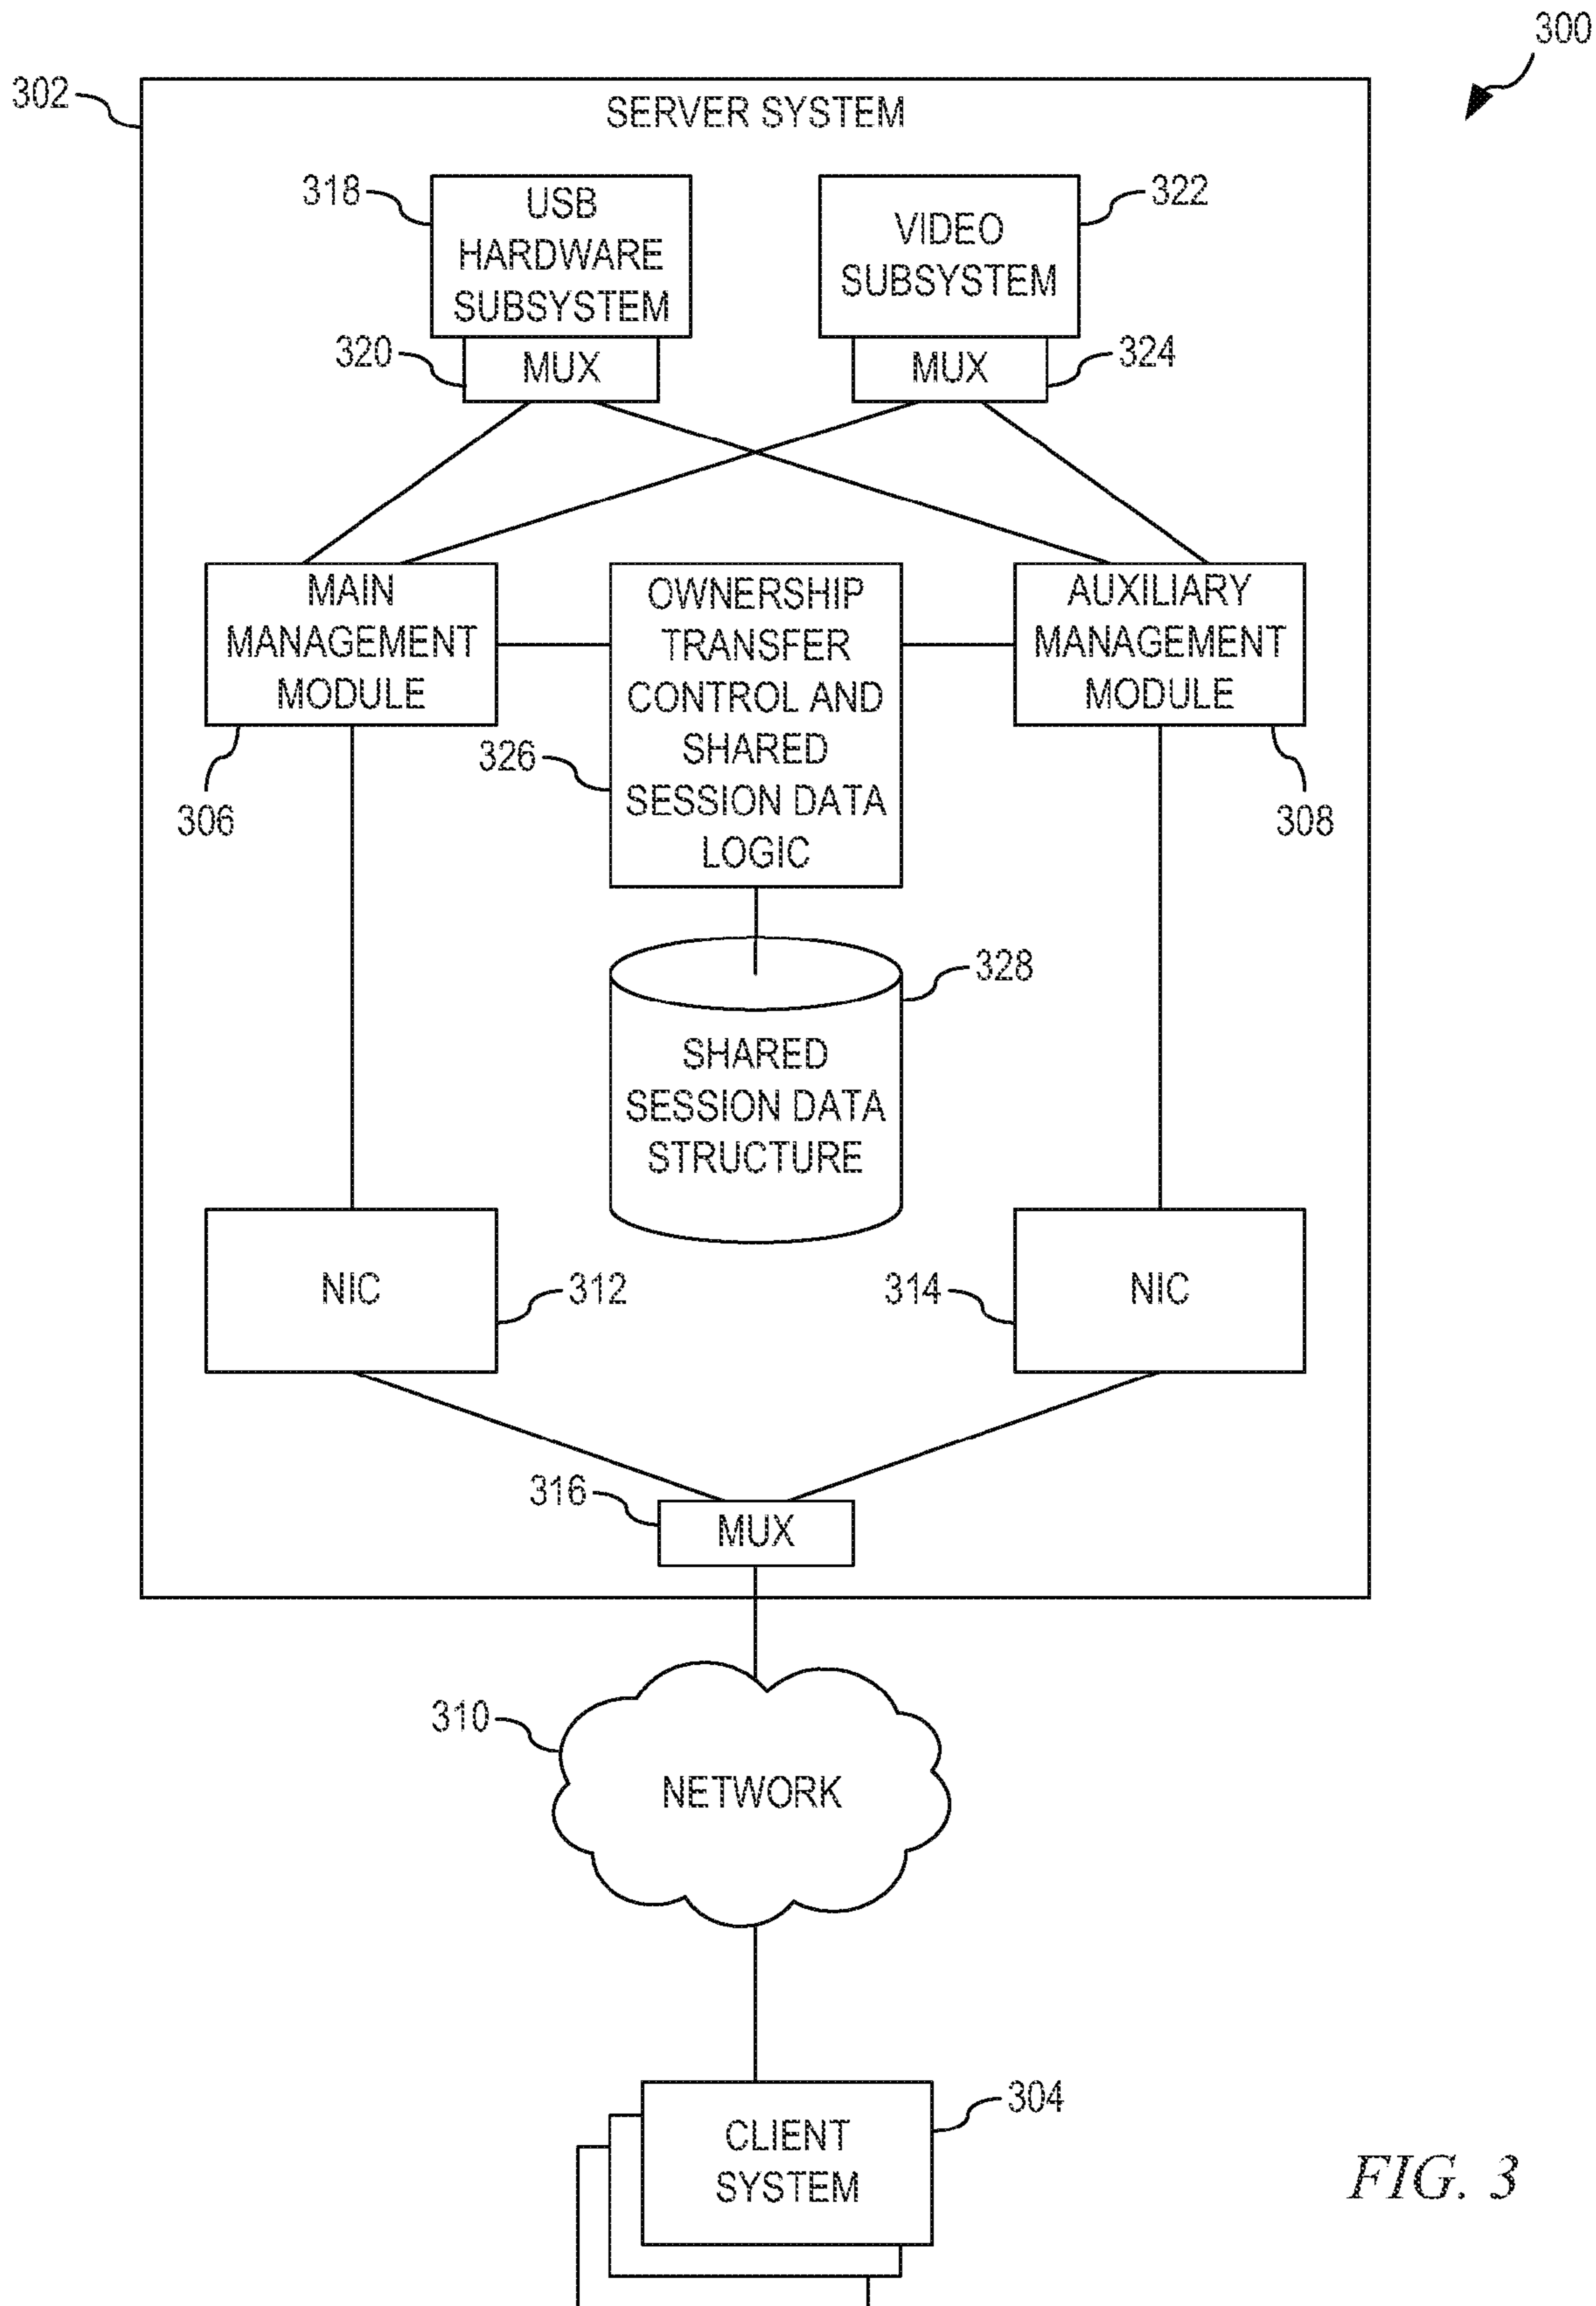 300
302
SERVER SYSTEM
318
USB
HARDWARE
SUBSYSTEM
VIDEO
SUBSYSTEM
322
320
MUX
MUX
324
MAIN
MANAGEMENT
MODULE
306
OWNERSHIP
TRANSFER
CONTROL AND
SHARED
SESSION DATA
LOGIC
326
AUXILIARY
MANAGEMENT
MODULE
308
328
SHARED
SESSION DATA
STRUCTURE
NIC
312
314
NIC
316
MUX
310
NETWORK
304
CLIENT
SYSTEM
FIG. 3